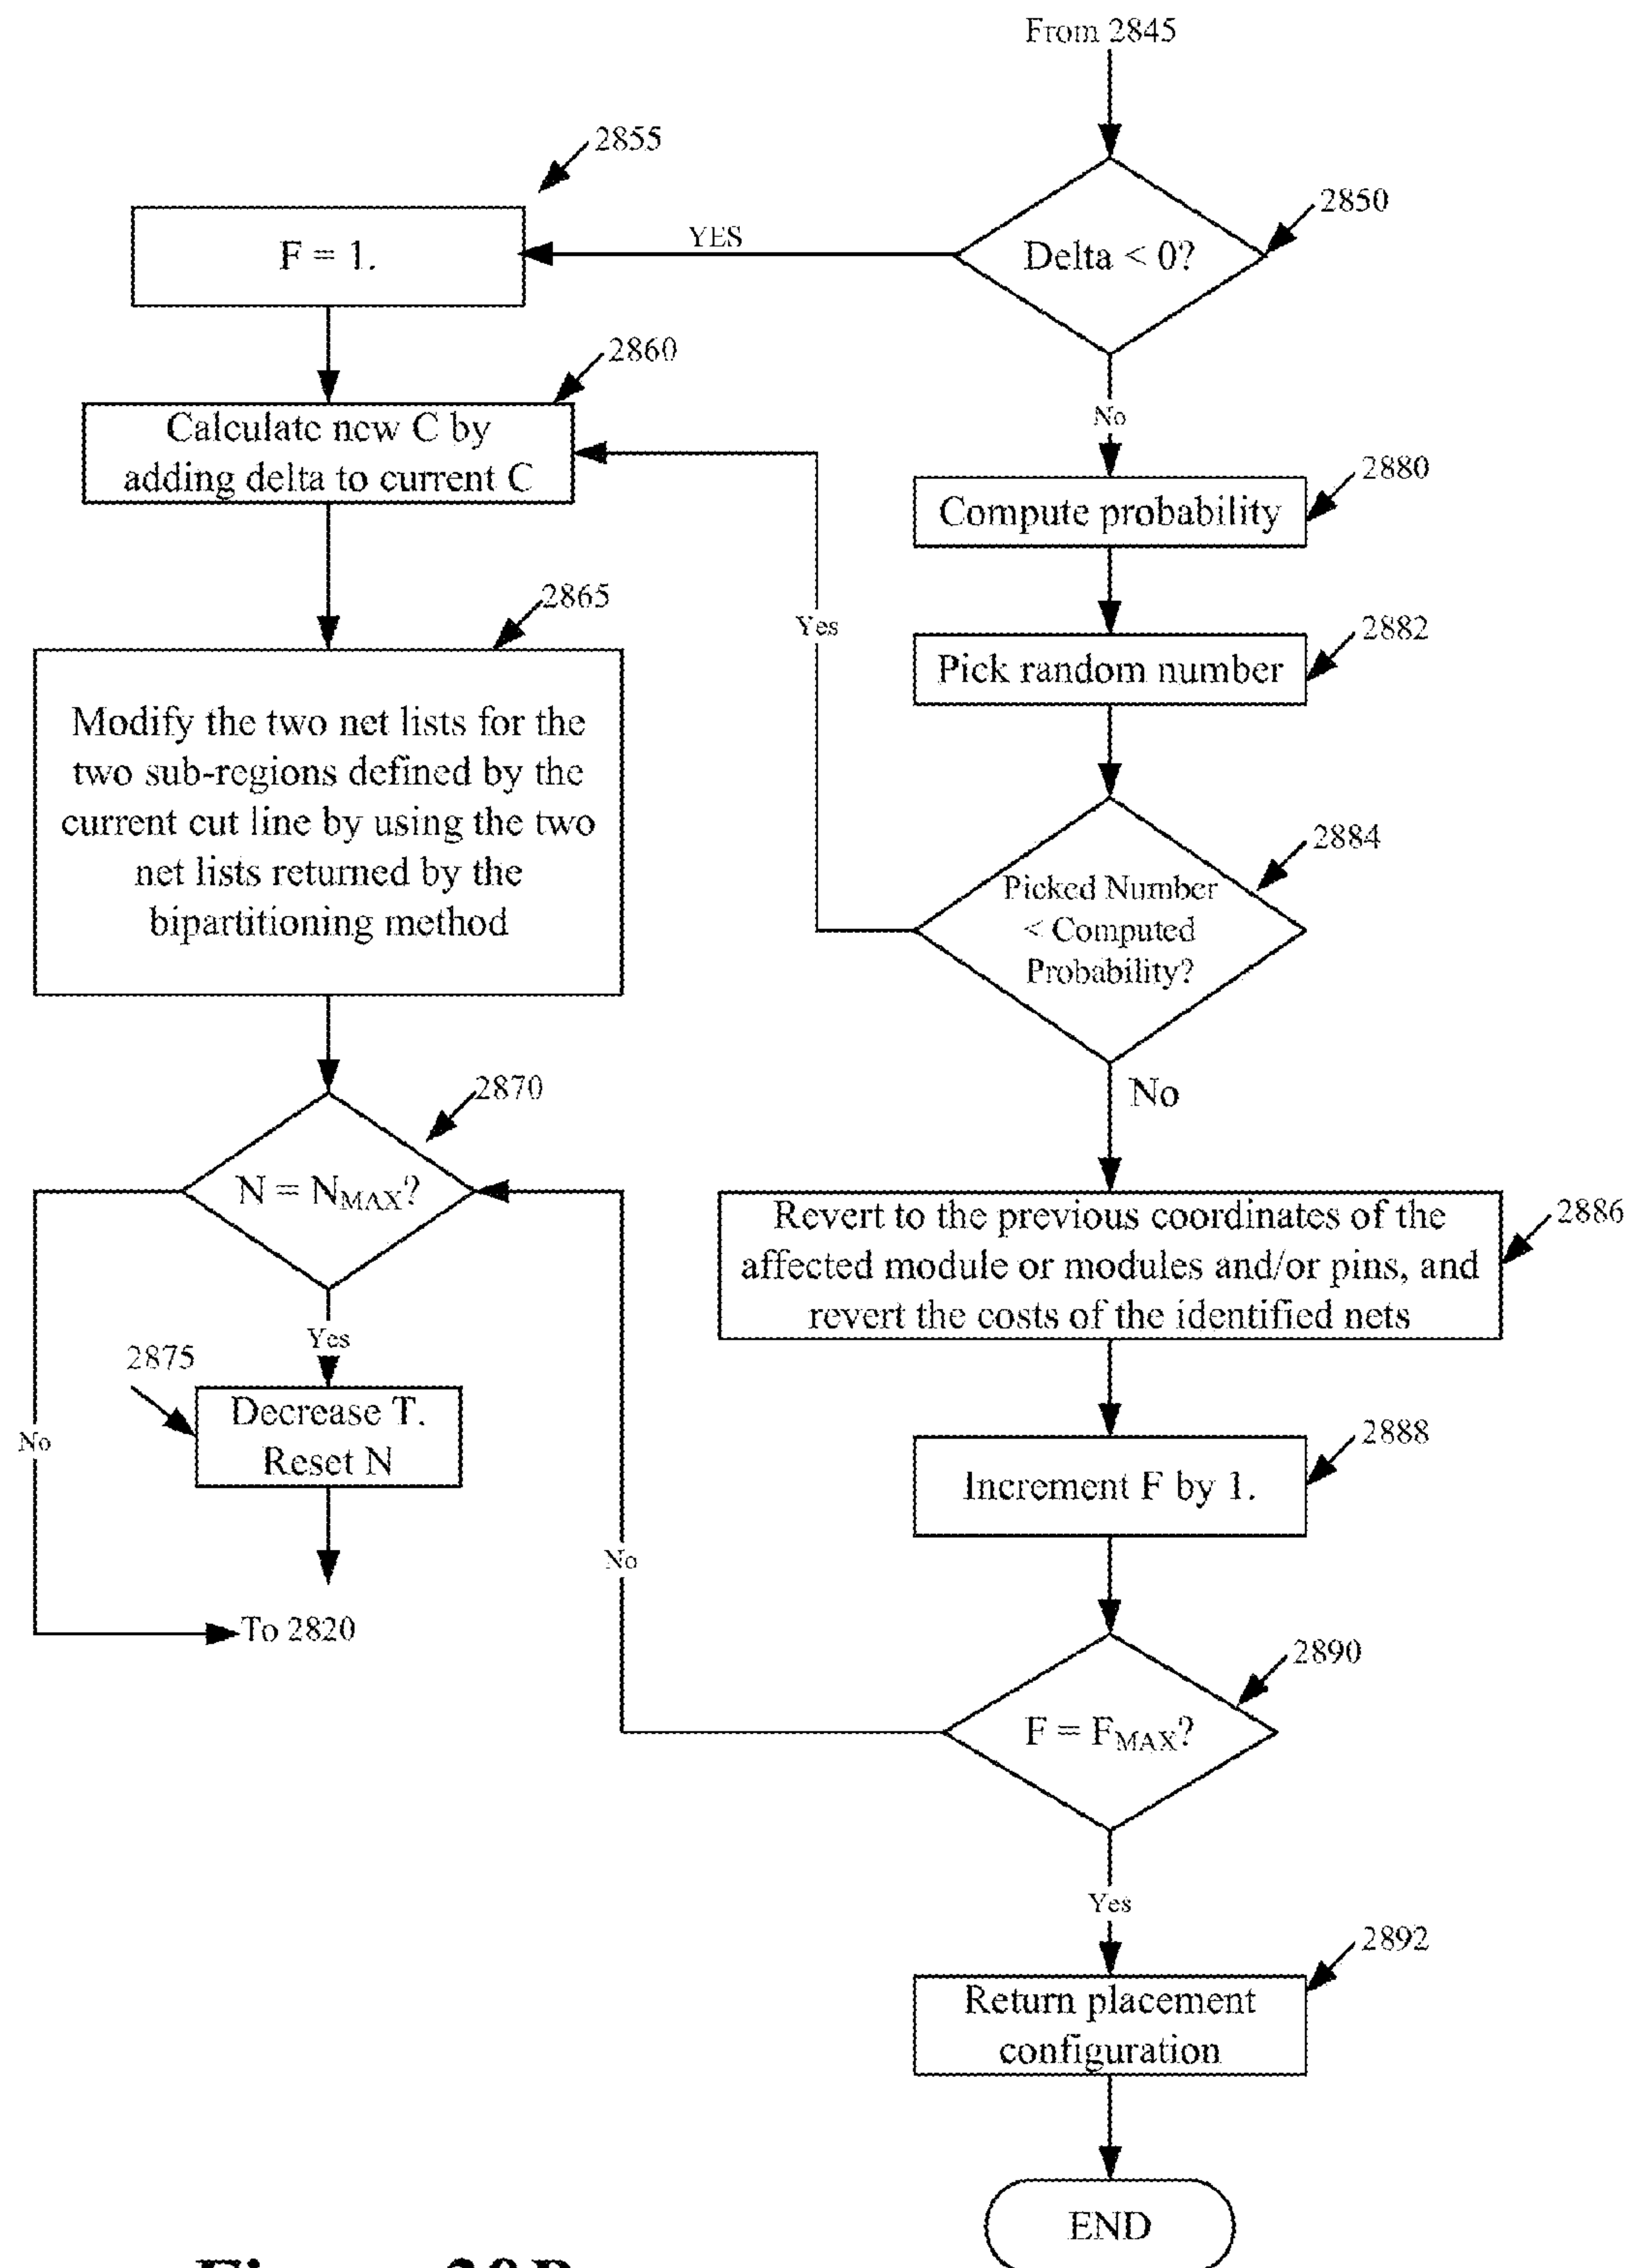 From 2845
2855
2850
F = 1.
YES
Delta < 0?
2860
Calculate new C by
adding delta to current C
No
2880
Compute probability
2865
Yes
2882
Pick random number
Modify the two net lists for the
two sub-regions defined by the
current cut line by using the two
net lists returned by the
bipartitioning method
2884
Picked Number
< Computed
Probability?
No
2870
N = NMAX?
2886
Revert to the previous coordinates of the
affected module or modules and/or pins, and
revert the costs of the identified nets
Yes
2875
Decrease T.
Reset N
No
2888
Increment F by 1.
No
To 2820
2890
F = FMAX?
Yes
2892
Return placement
configuration
END